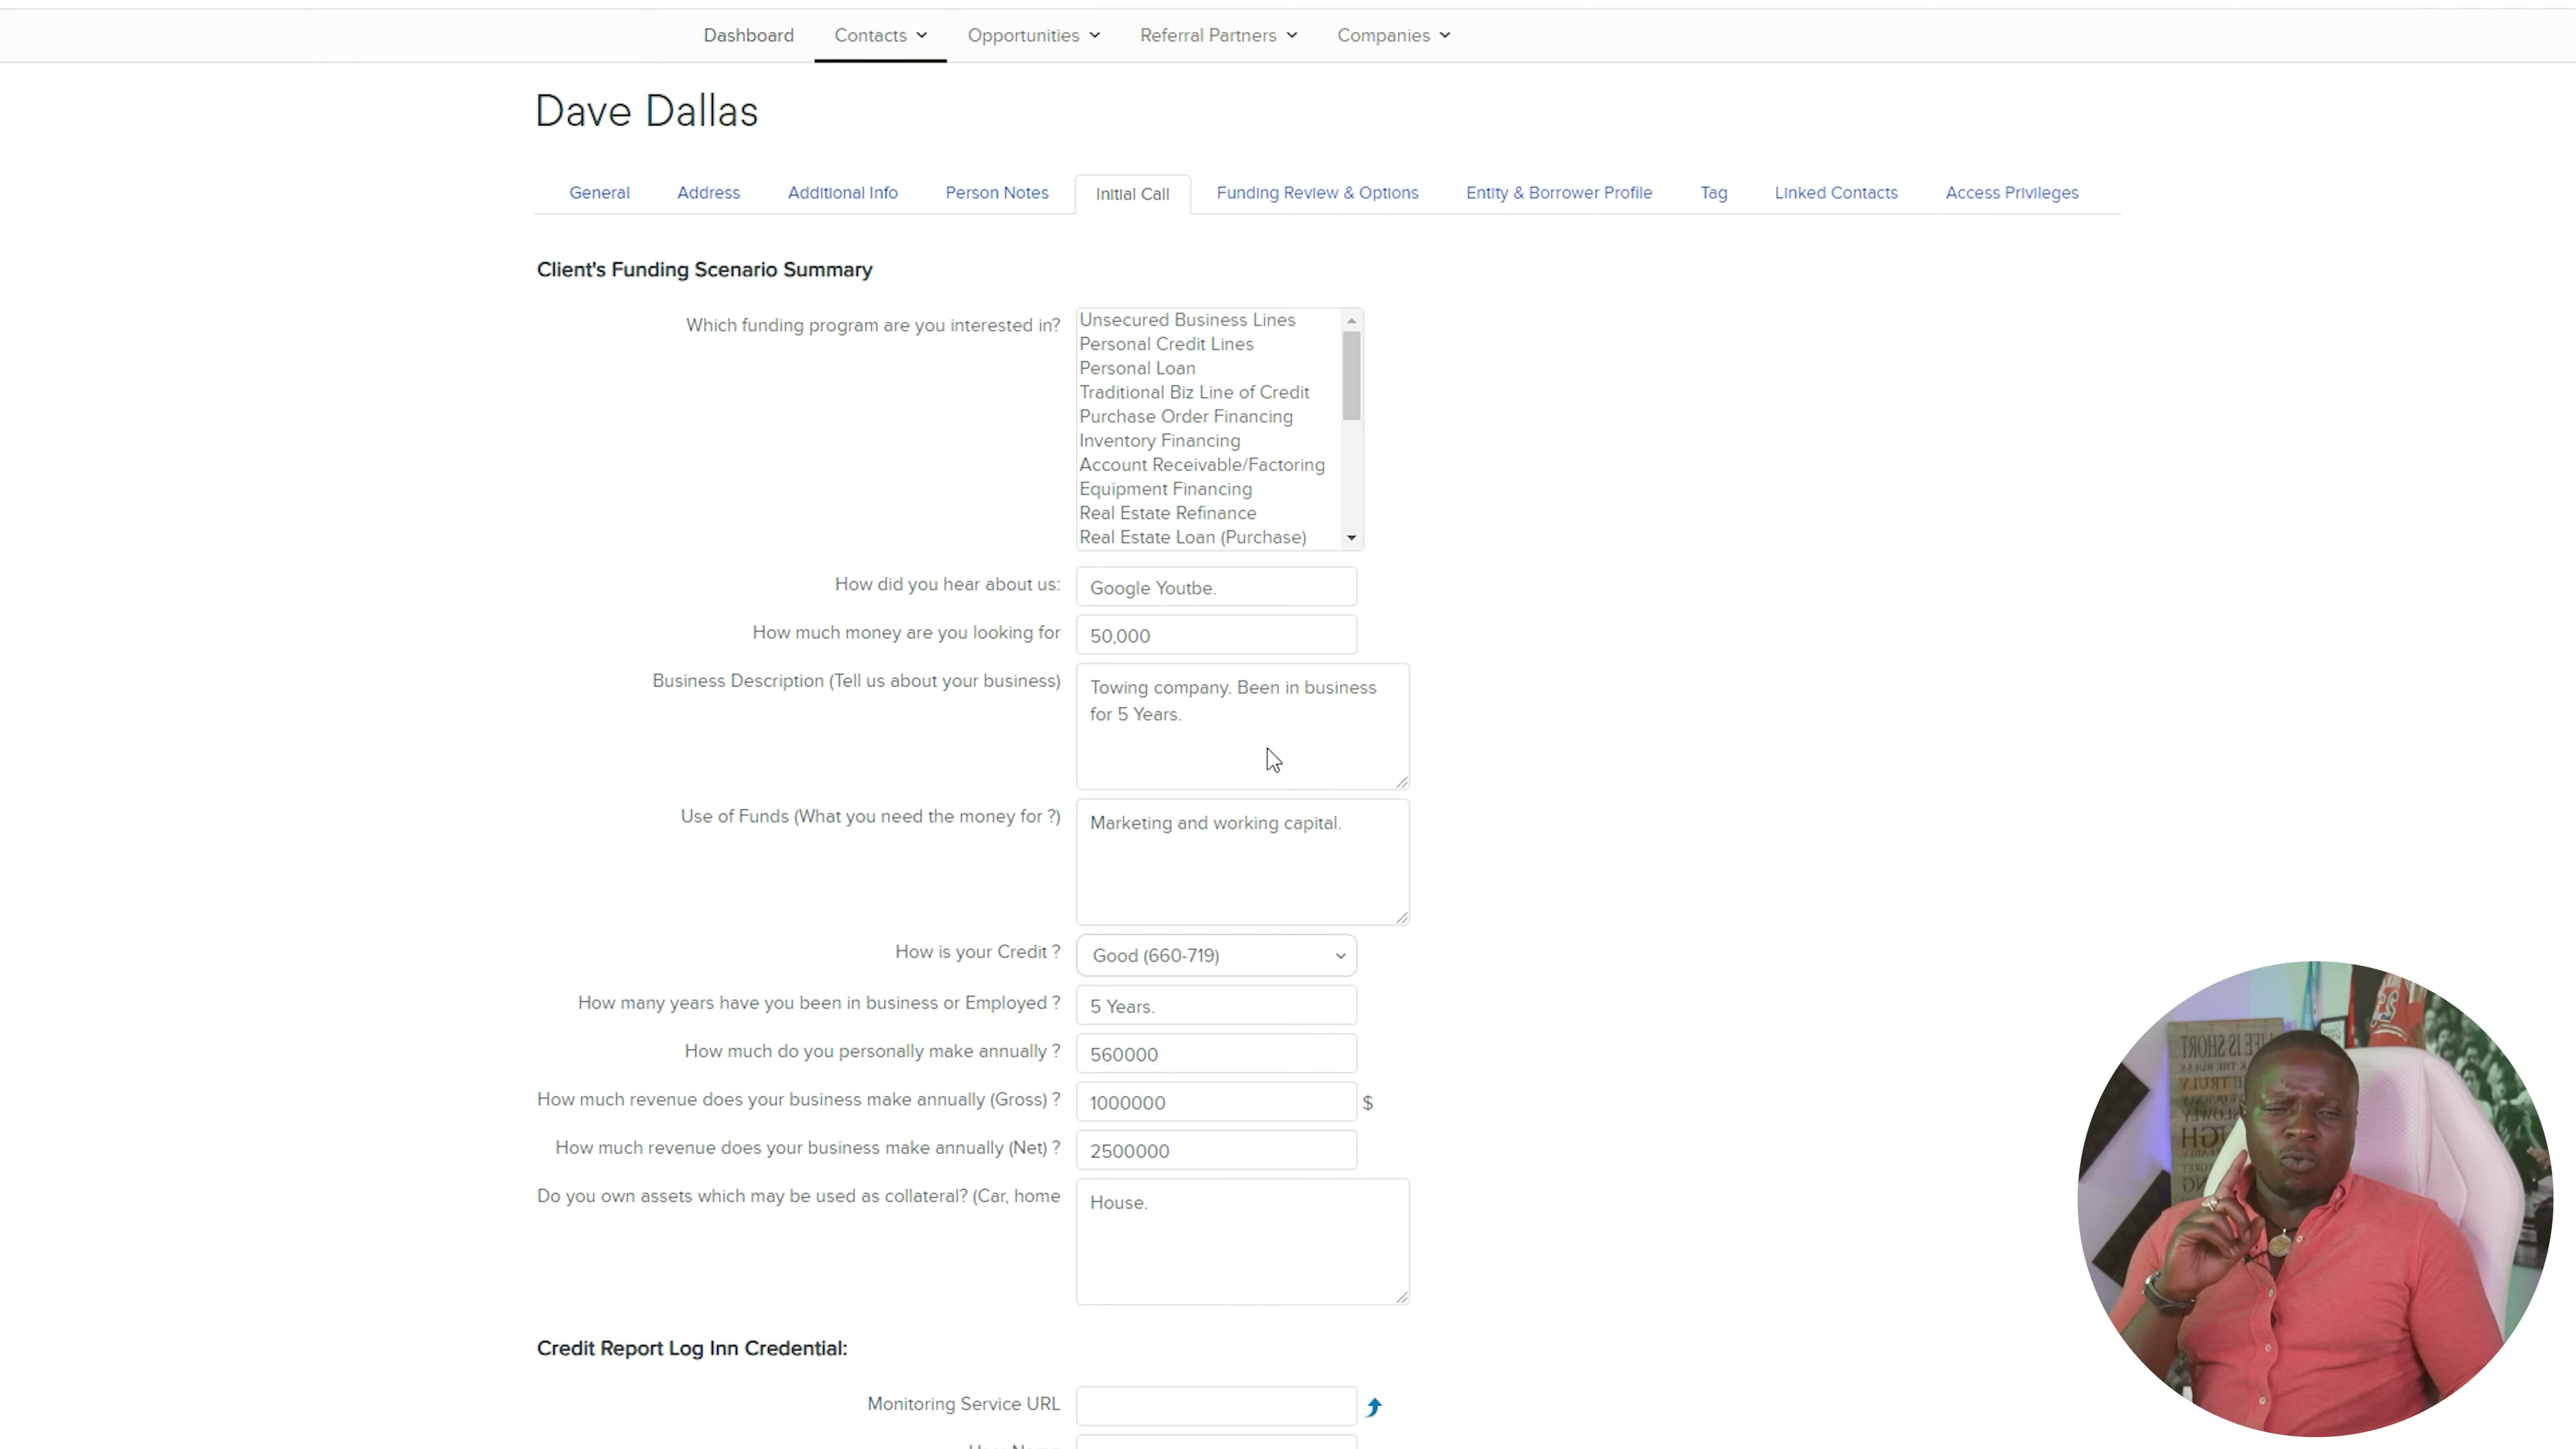 Dashboard Contacts Opportunities Referral Partners Companies
Dave Dallas
General Address Additional Info Person Notes Initial Call Funding Review & Options Entity & Borrower Profile Tag Linked Contacts Access Privileges
Client's Funding Scenario Summary
Which funding program are you interested in?
Unsecured Business Lines
Personal Credit Lines
Personal Loan
Traditional Biz Line of Credit
Purchase Order Financing
Inventory Financing
Account Receivable/Factoring
Equipment Financing
Real Estate Refinance
Real Estate Loan (Purchase)
How did you hear about us: Google Youtbe.
How much money are you looking for 50,000
Business Description (Tell us about your business) Towing company. Been in business
for 5 Years.
Use of Funds (What you need the money for ?) Marketing and working capital.
How is your Credit ? Good (660-719)
How many years have you been in business or Employed ? 5 Years.
How much do you personally make annually ? 560000
How much revenue does your business make annually (Gross) ? 1000000 $
How much revenue does your business make annually (Net) ? 2500000
Do you own assets which may be used as collateral? (Car, home House.
Credit Report Log Inn Credential:
Monitoring Service URL
LIFE IS SHORT
TRULY